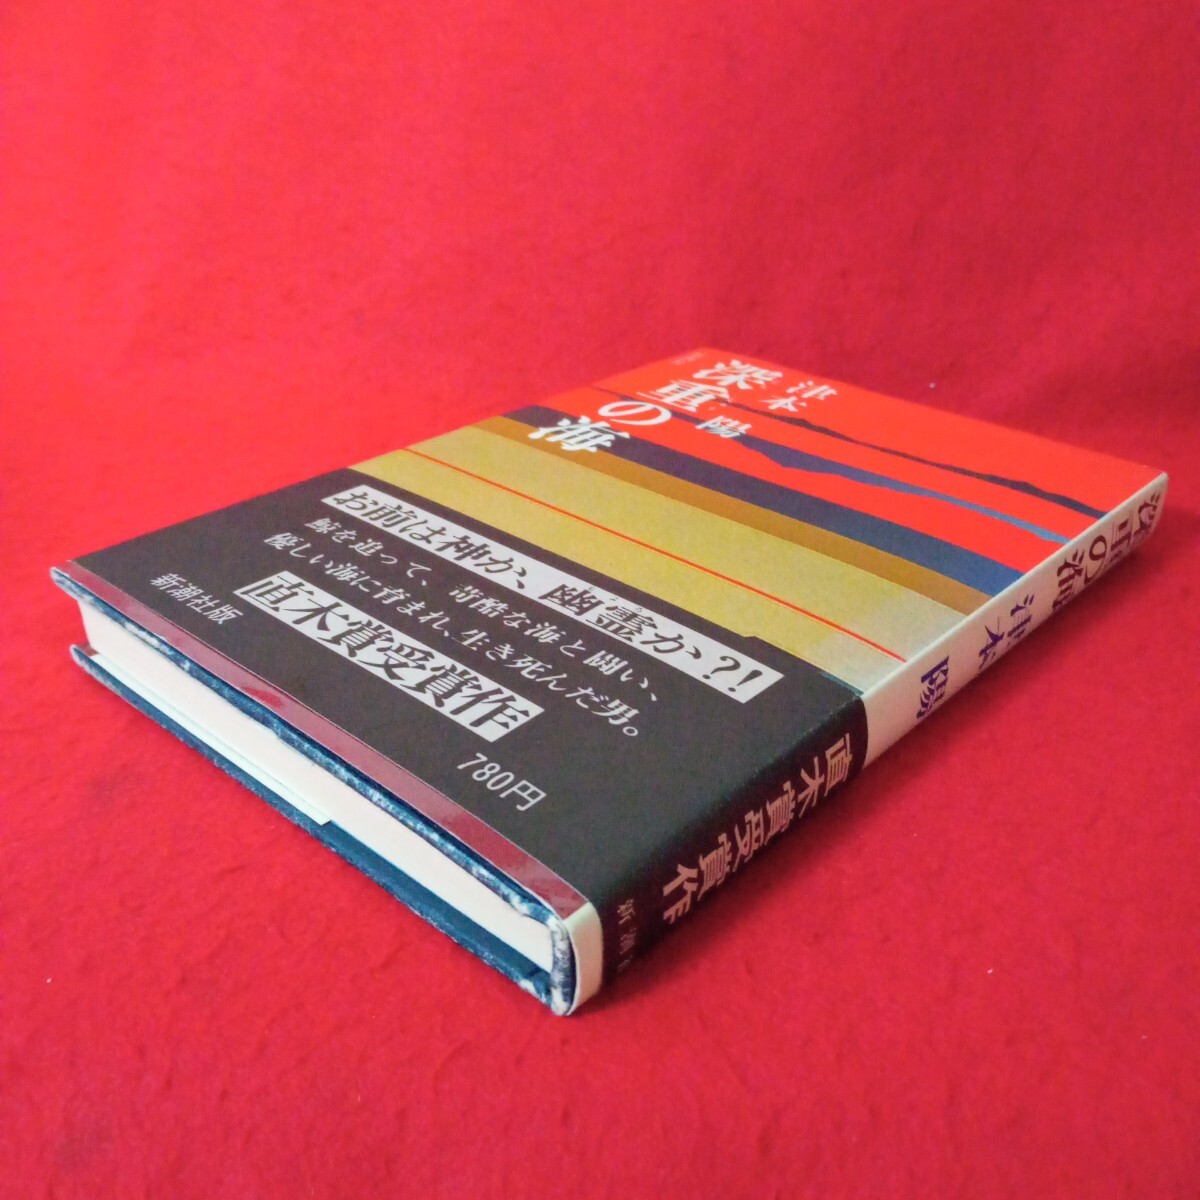 津本 陽
深重の海
お前は神か、幽霊か?!
鯨を追って、苛酷な海と闘い、
優しい海に育まれ、生き死んだ男。
直木賞受賞作
新潮社版
780円
深重の海 津本 陽
直木賞受賞作